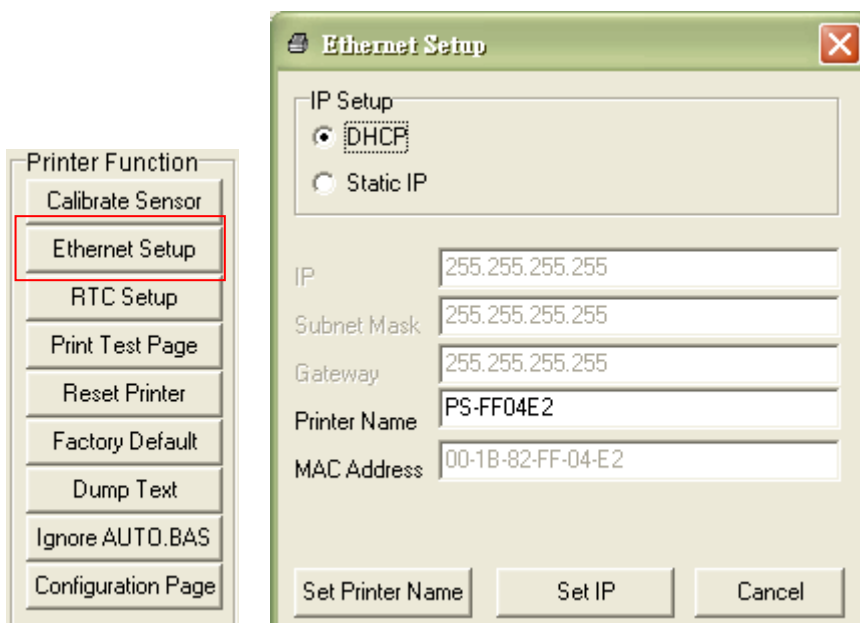 Printer Function
Calibrate Sensor
Ethernet Setup
RTC Setup
Print Test Page
Reset Printer
Factory Default
Dump Text
Ignore AUTO.BAS
Configuration Page
Ethernet Setup
IP Setup
DHCP
Static IP
IP 255.255.255.255
Subnet Mask 255.255.255.255
Gateway 255.255.255.255
Printer Name PS-FF04E2
MAC Address 00-1B-82-FF-04-E2
Set Printer Name Set IP Cancel